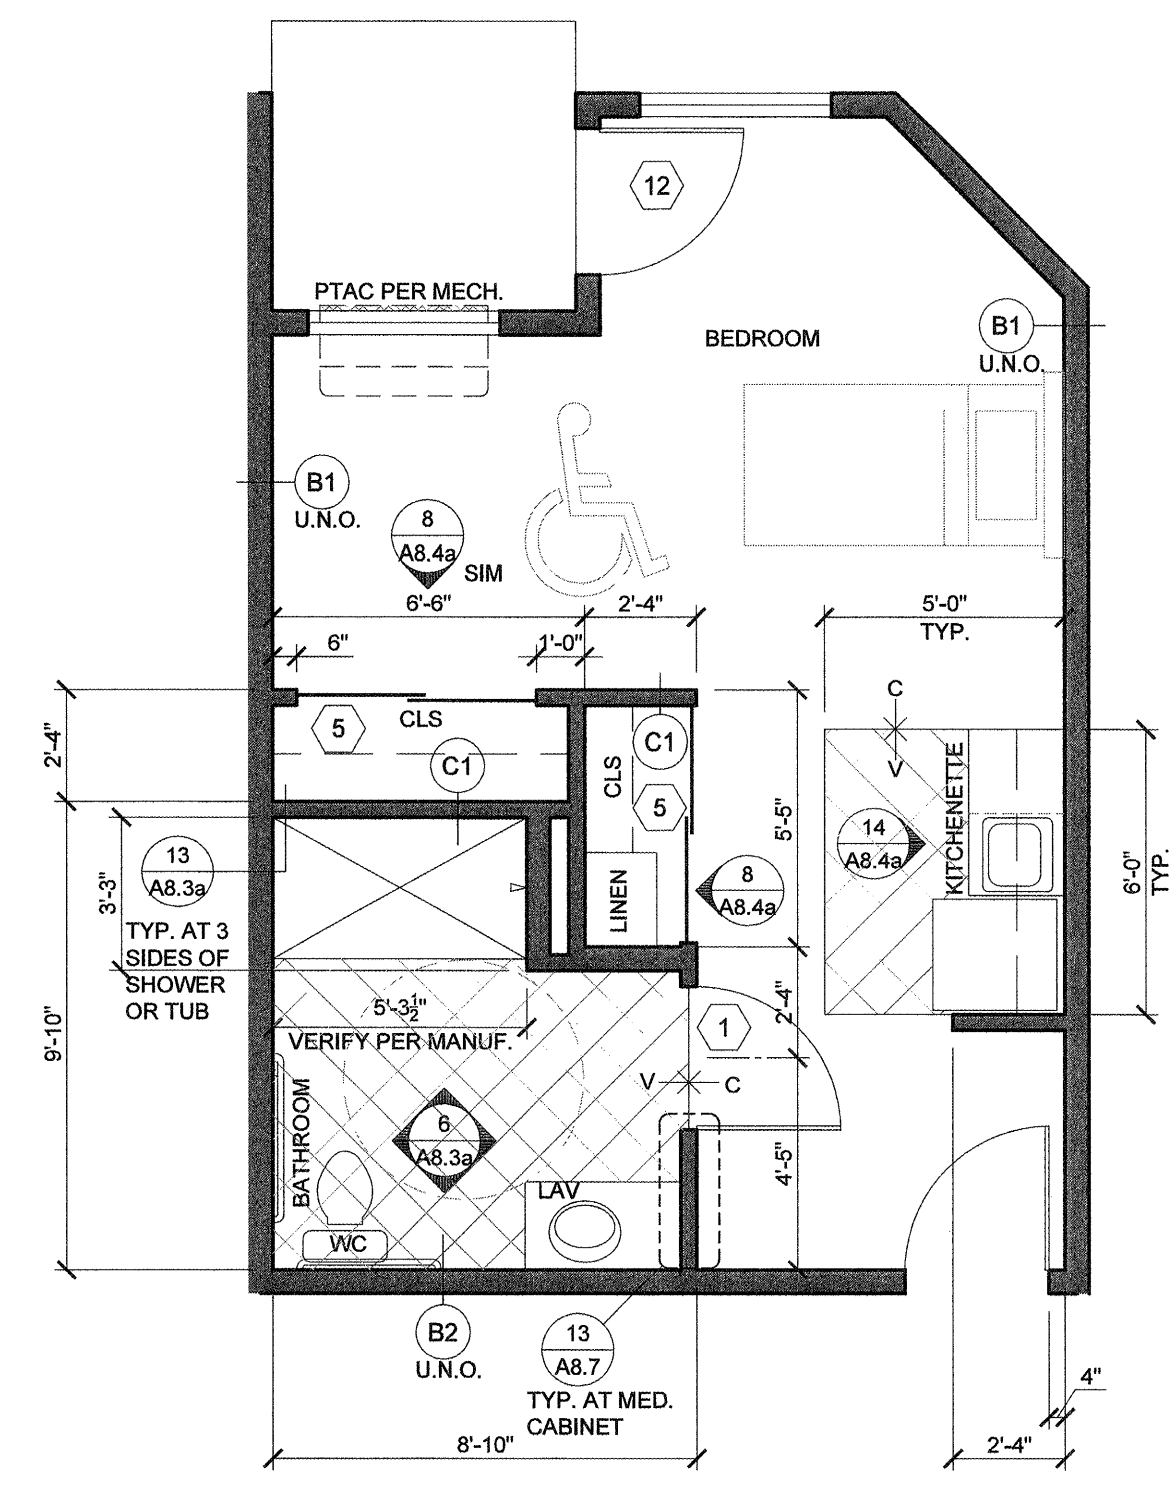 12
PTAC PER MECH.
BEDROOM
B1
U.N.O.
B1
U.N.O.
8
A8.4a
SIM
6'-6"
2'-4"
5'-0"
TYP.
6"
1'-0"
C
V
5
CLS
C1
C1
CLS
5
2'-4"
KITCHENETTE
14
A8.4a
5'-5"
6'-0"
TYP.
13
A8.3a
TYP. AT 3
SIDES OF
SHOWER
OR TUB
3'-3"
LINEN
8
A8.4a
9'-10"
5'-3½"
VERIFY PER MANUF.
1
2'-4"
V
C
BATHROOM
6
A8.3a
4'-5"
LAV
WC
B2
U.N.O.
13
A8.7
TYP. AT MED.
CABINET
4"
8'-10"
2'-4"